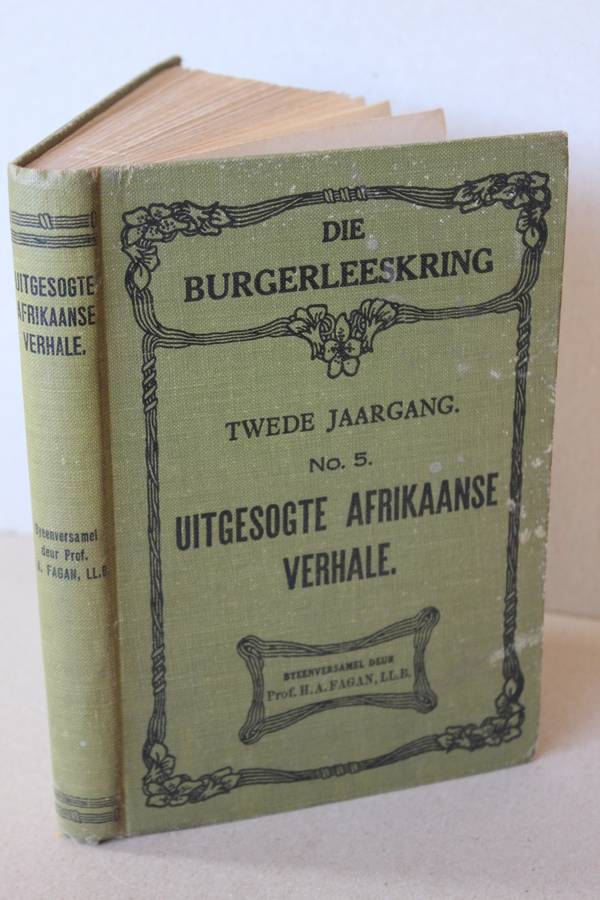 UITGESOGTE
AFRIKAANSE
VERHALE.
Byeenversamel
deur Prof.
A. FAGAN, LL.B.
DIE
BURGERLEESKRING
TWEDE JAARGANG.
No. 5.
UITGESOGTE AFRIKAANSE
VERHALE.
BYEENVERSAMEL DEUR
Prof. H. A. FAGAN, LL.B.